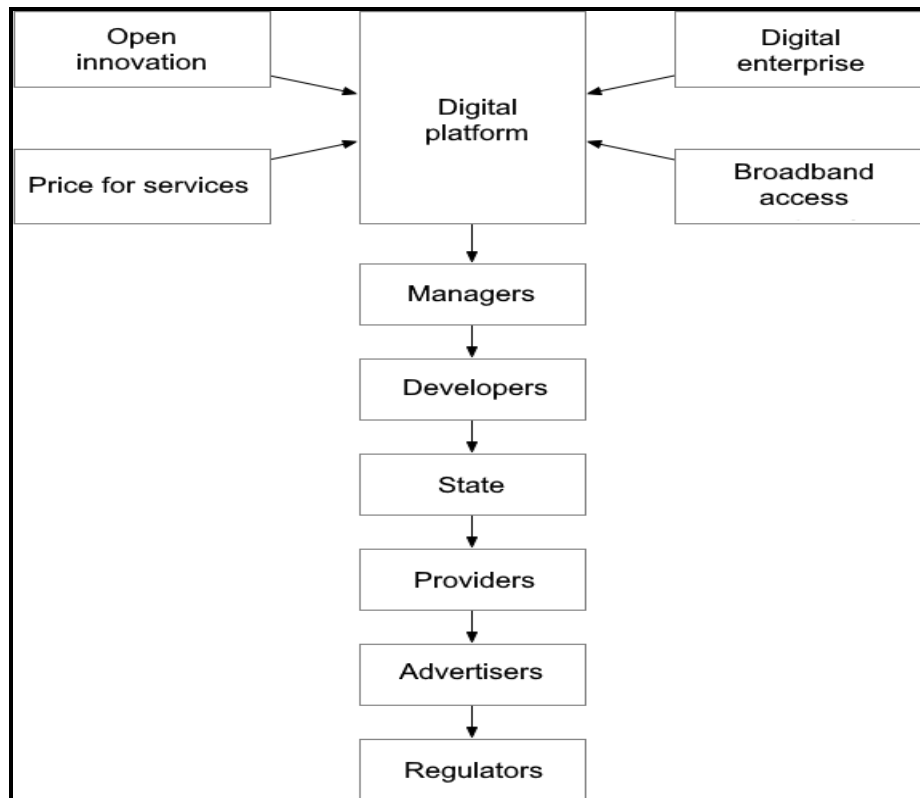 Open
innovation
Digital
enterprise
Digital
platform
Price for services
Broadband
access
Managers
Developers
State
Providers
Advertisers
Regulators